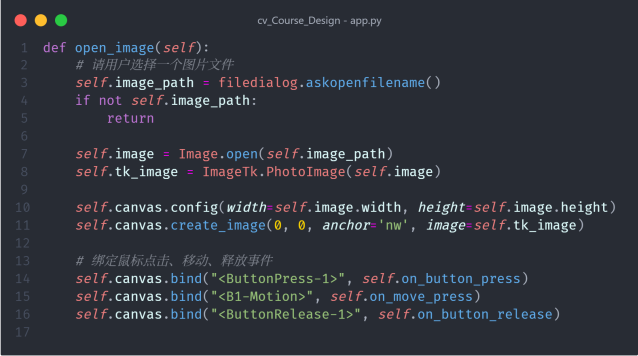 cv_Course_Design - app.py
1 def open_image(self):
2     # 请用户选择一个图片文件
3     self.image_path = filedialog.askopenfilename()
4     if not self.image_path:
5         return
6
7     self.image = Image.open(self.image_path)
8     self.tk_image = ImageTk.PhotoImage(self.image)
9
10     self.canvas.config(width=self.image.width, height=self.image.height)
11     self.canvas.create_image(0, 0, anchor='nw', image=self.tk_image)
12
13     # 绑定鼠标点击、移动、释放事件
14     self.canvas.bind("<ButtonPress-1>", self.on_button_press)
15     self.canvas.bind("<B1-Motion>", self.on_move_press)
16     self.canvas.bind("<ButtonRelease-1>", self.on_button_release)
17